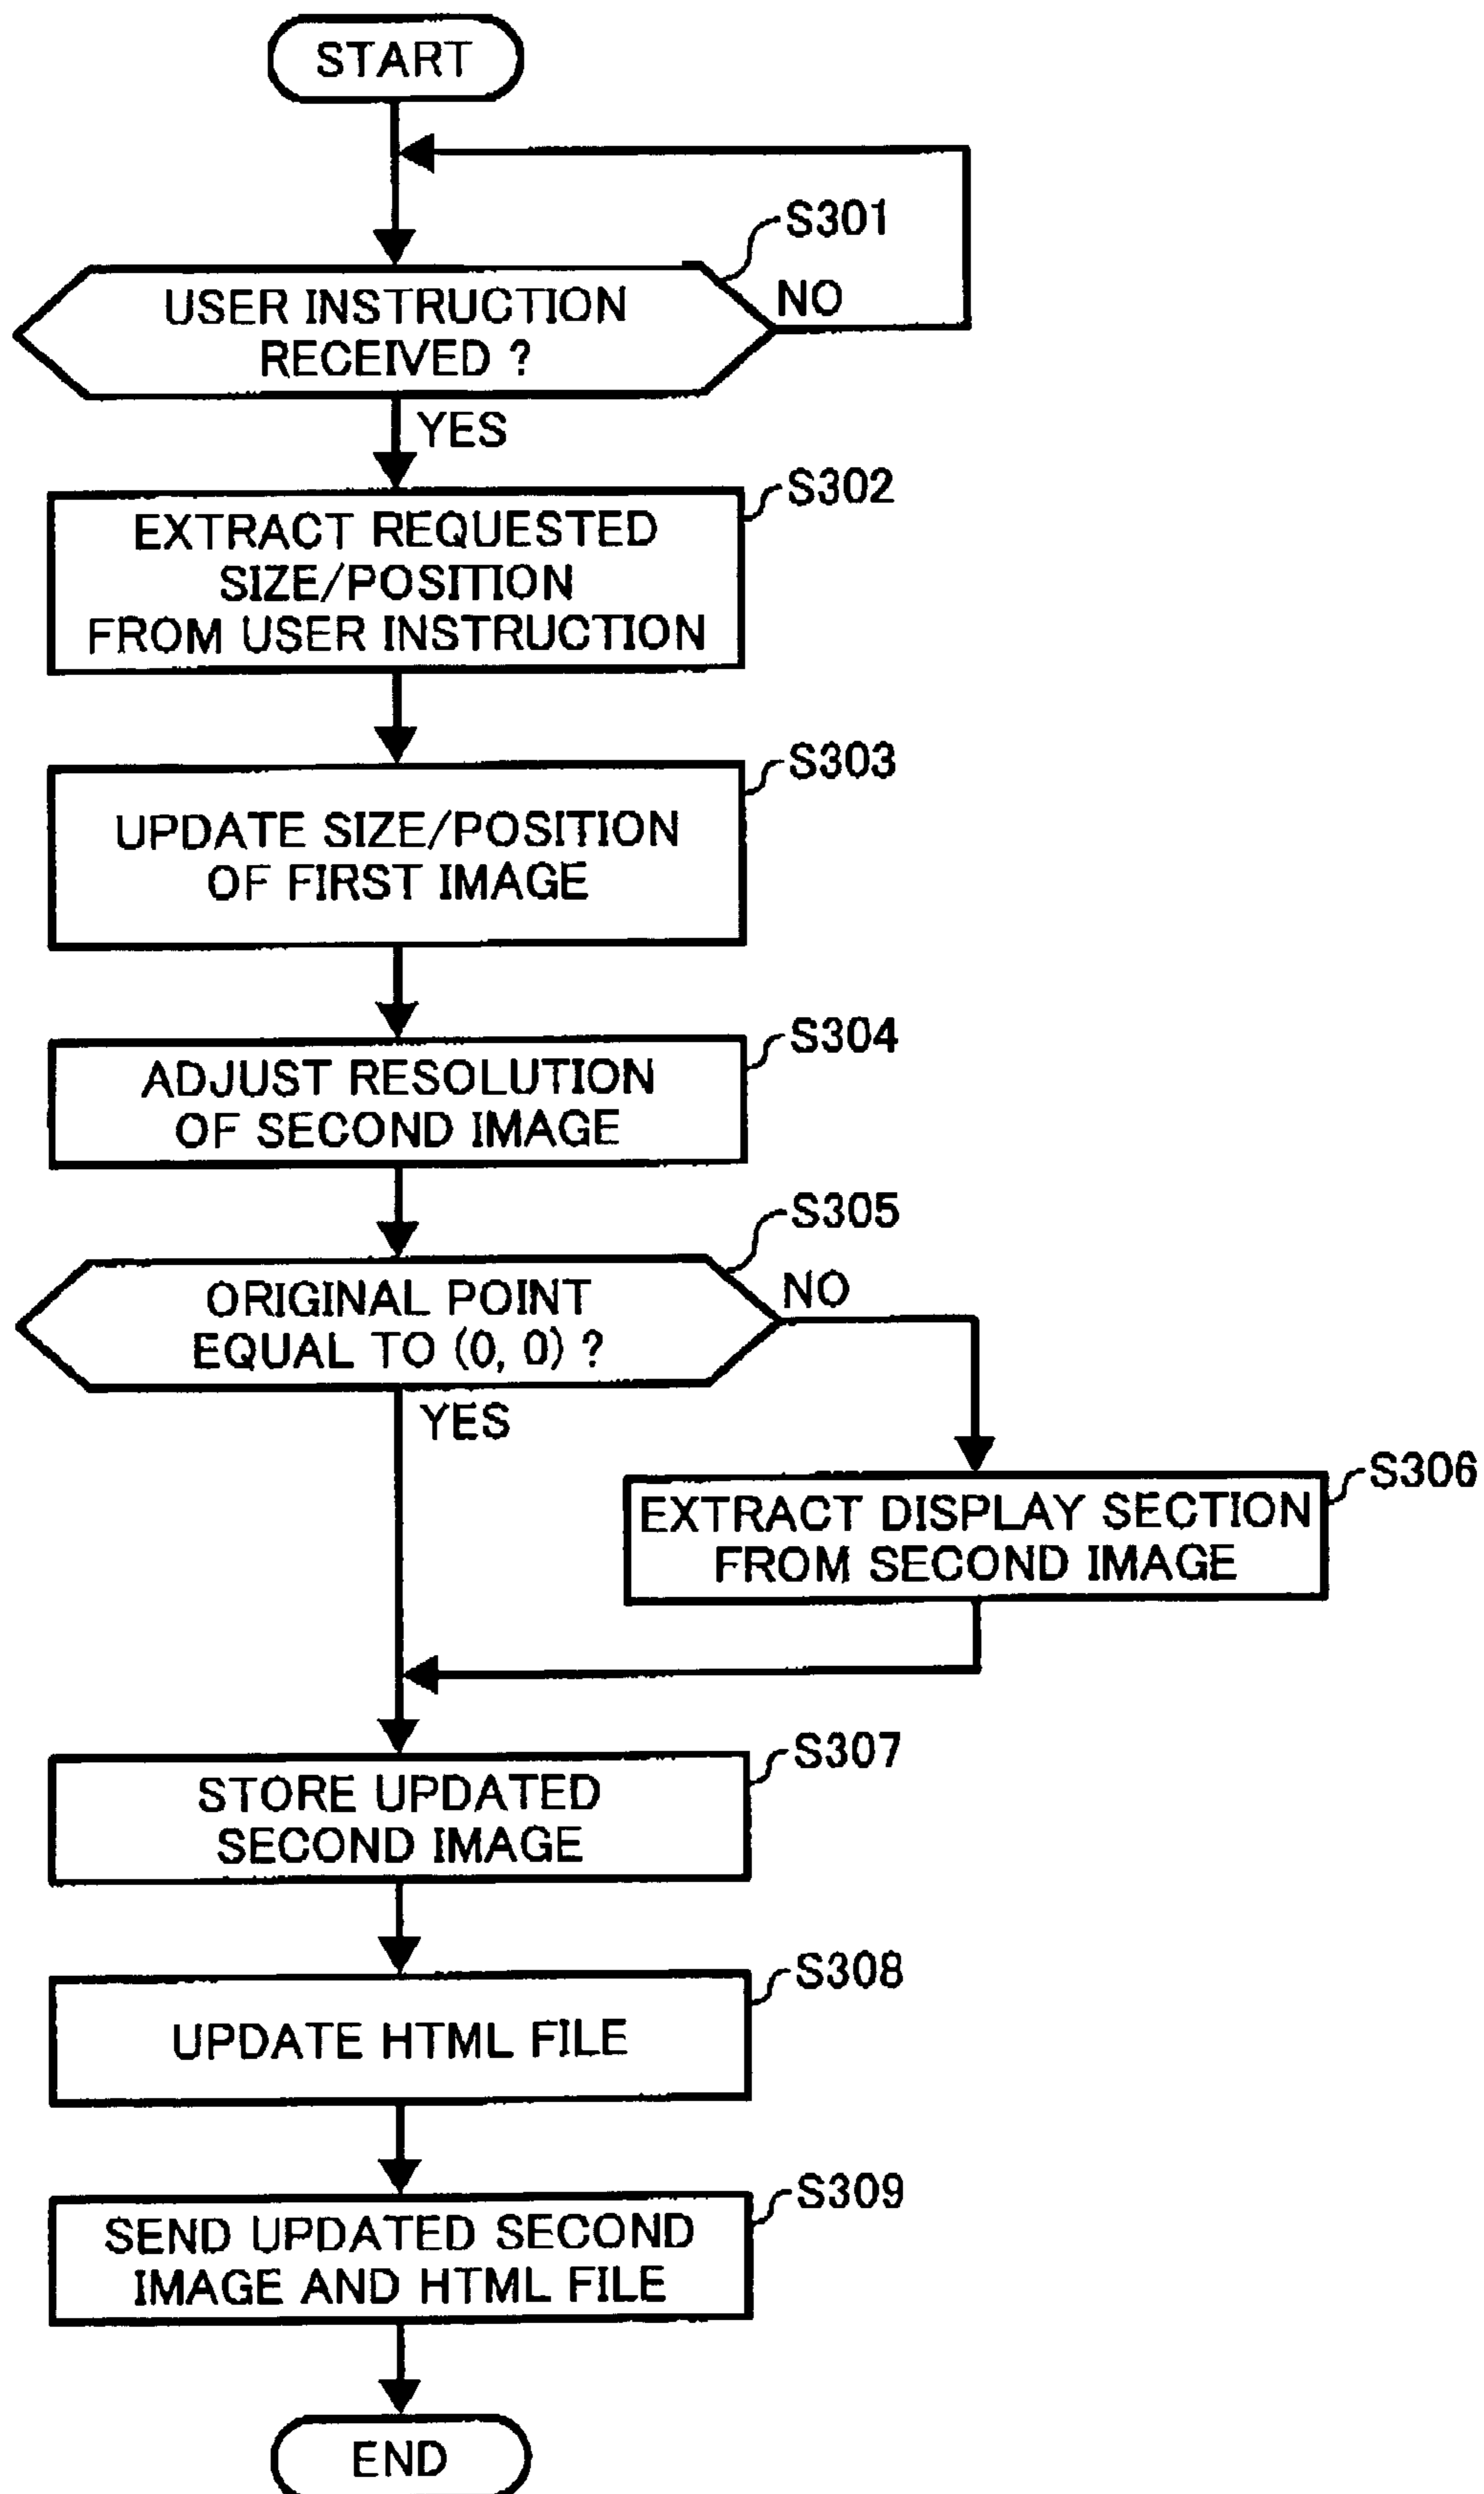 START
S301
USER INSTRUCTION
RECEIVED ?
NO
YES
S302
EXTRACT REQUESTED
SIZE/POSITION
FROM USER INSTRUCTION
S303
UPDATE SIZE/POSITION
OF FIRST IMAGE
S304
ADJUST RESOLUTION
OF SECOND IMAGE
S305
ORIGINAL POINT
EQUAL TO (0, 0) ?
NO
YES
S306
EXTRACT DISPLAY SECTION
FROM SECOND IMAGE
S307
STORE UPDATED
SECOND IMAGE
S308
UPDATE HTML FILE
S309
SEND UPDATED SECOND
IMAGE AND HTML FILE
END